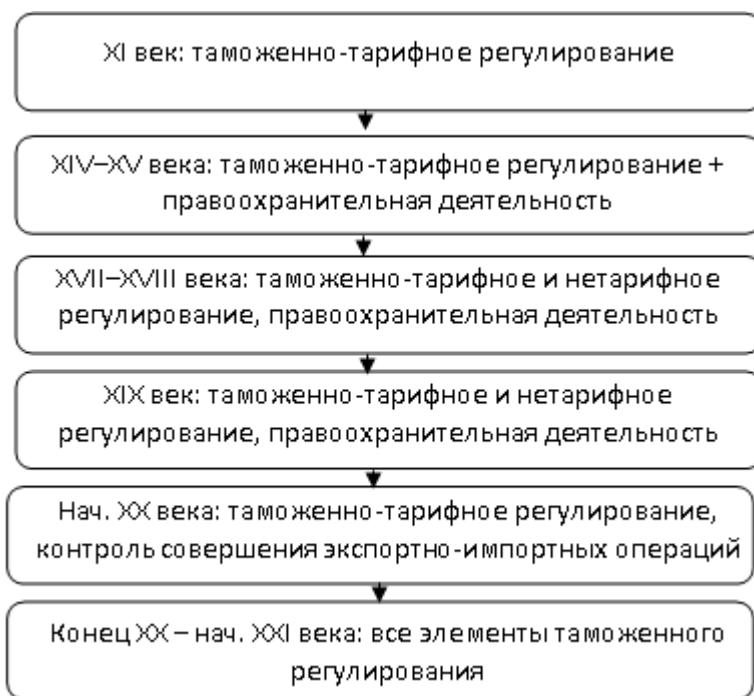 XI век: таможенно-тарифное регулирование
XIV–XV века: таможенно-тарифное регулирование +
правоохранительная деятельность
XVII–XVIII века: таможенно-тарифное и нетарифное
регулирование, правоохранительная деятельность
XIX век: таможенно-тарифное и нетарифное
регулирование, правоохранительная деятельность
Нач. XX века: таможенно-тарифное регулирование,
контроль совершения экспортно-импортных операций
Конец XX – нач. XXI века: все элементы таможенного
регулирования